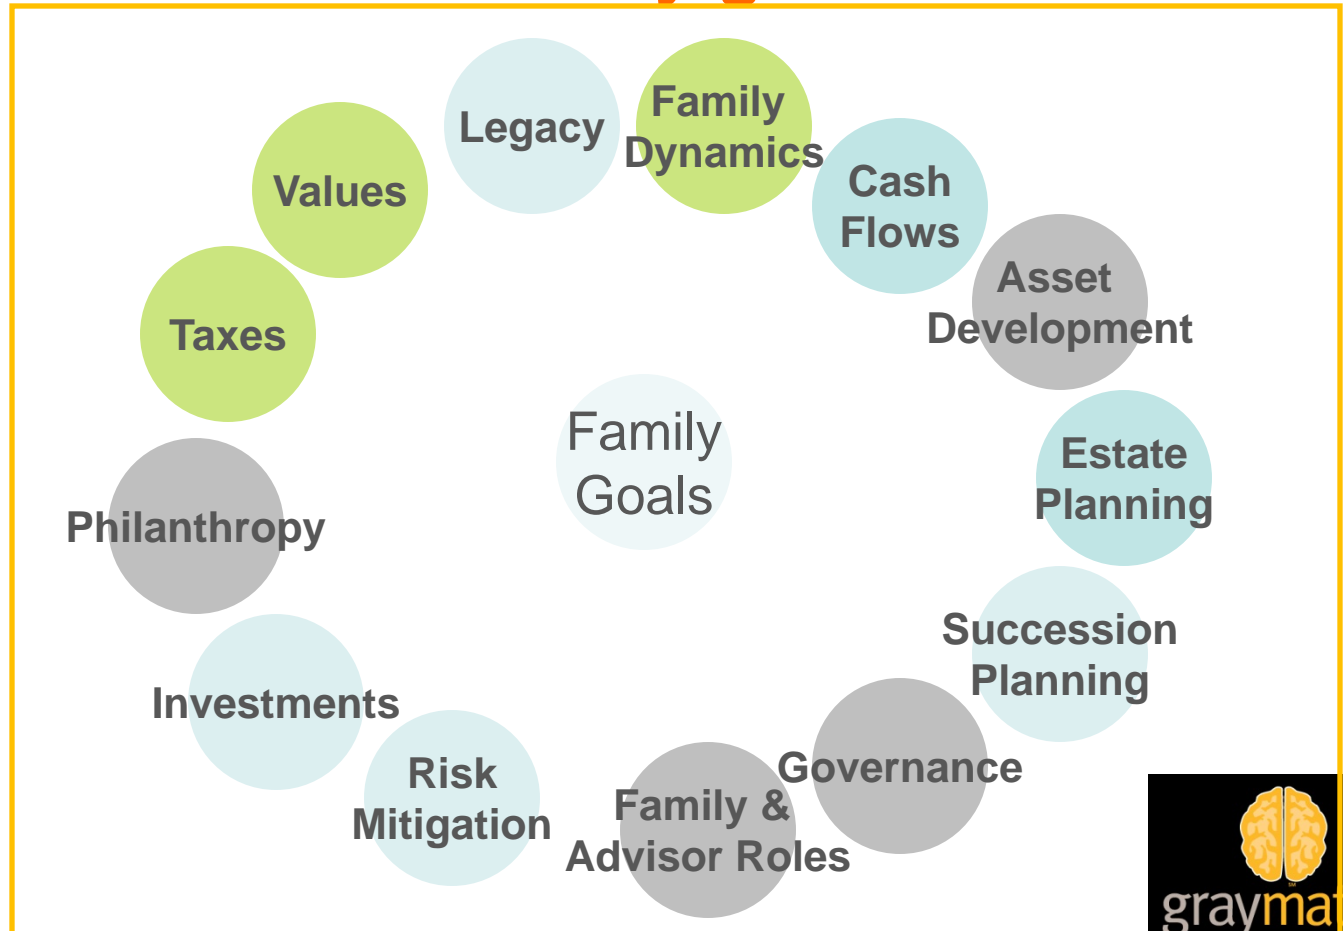 Legacy
Family
Dynamics
Values
Cash
Flows
Asset
Development
Taxes
Family
Goals
Estate
Planning
Philanthropy
Succession
Planning
Investments
Governance
Risk
Mitigation
Family &
Advisor Roles